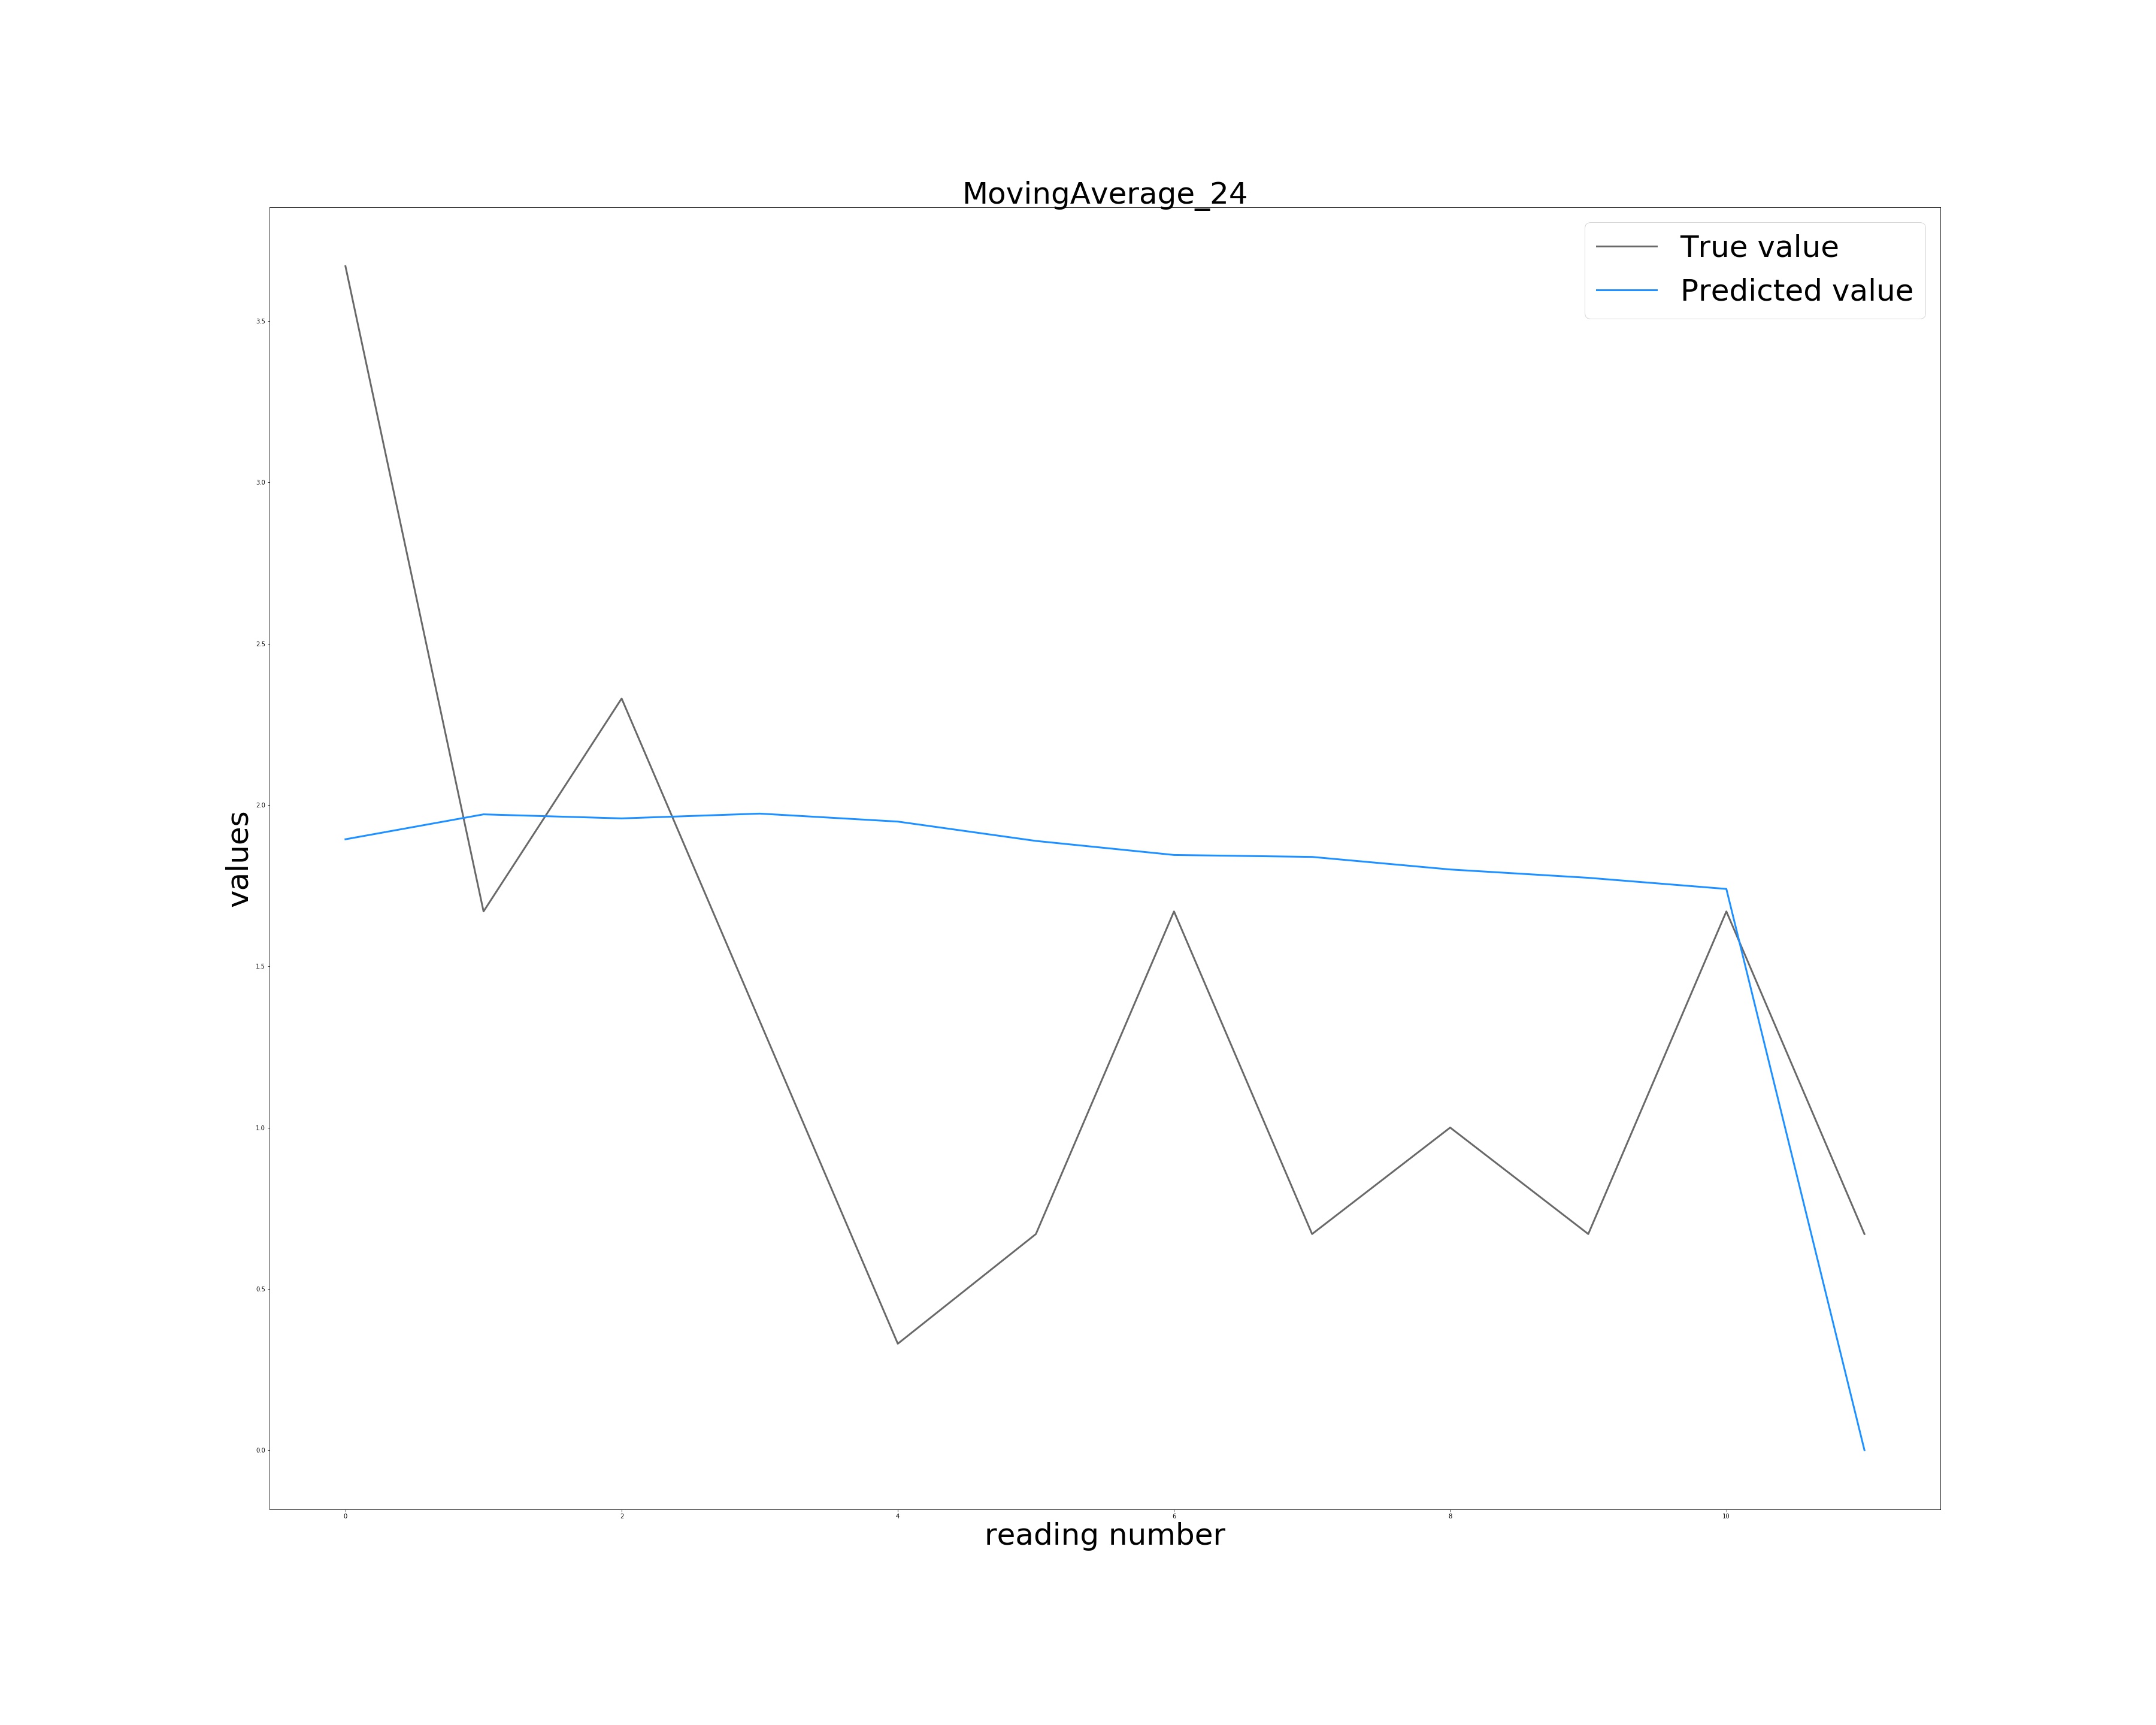 MovingAverage_24
True value
Predicted value
3.5
3.0
2.5
2.0
1.5
1.0
0.5
0.0
values
0 2 4 6 8 10
reading number